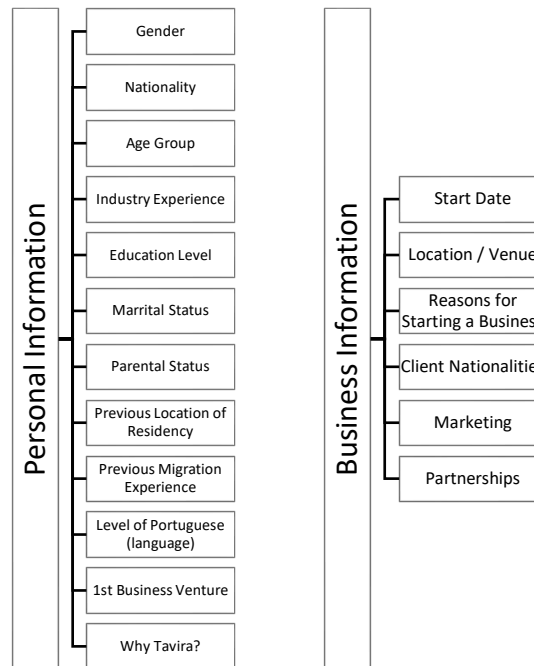 Personal Information
Gender
Nationality
Age Group
Industry Experience
Education Level
Marrital Status
Parental Status
Previous Location of
Residency
Previous Migration
Experience
Level of Portuguese
(language)
1st Business Venture
Why Tavira?
Business Information
Start Date
Location / Venue
Reasons for
Starting a Busines
Client Nationalitie
Marketing
Partnerships